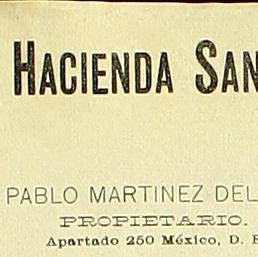 HACIENDA SAN
PABLO MARTINEZ DEL
PROPIETARIO.
Apartado 250 México, D.